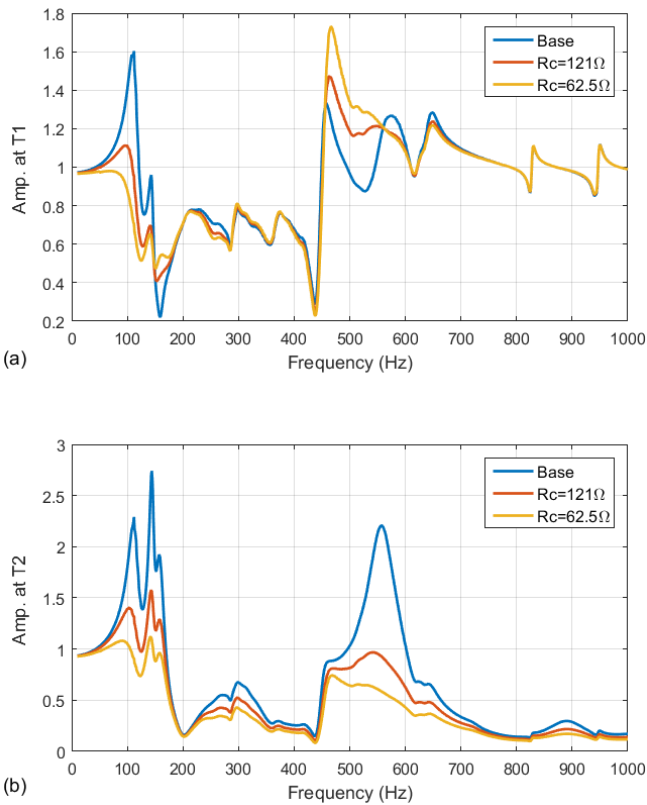 1.8
1.6
1.4
1.2
1
0.8
0.6
0.4
0.2
Amp. at T1
Base
Rc=121Ω
Rc=62.5Ω
0 100 200 300 400 500 600 700 800 900 1000
Frequency (Hz)
(a)
3
2.5
2
1.5
1
0.5
0
Amp. at T2
Base
Rc=121Ω
Rc=62.5Ω
0 100 200 300 400 500 600 700 800 900 1000
Frequency (Hz)
(b)